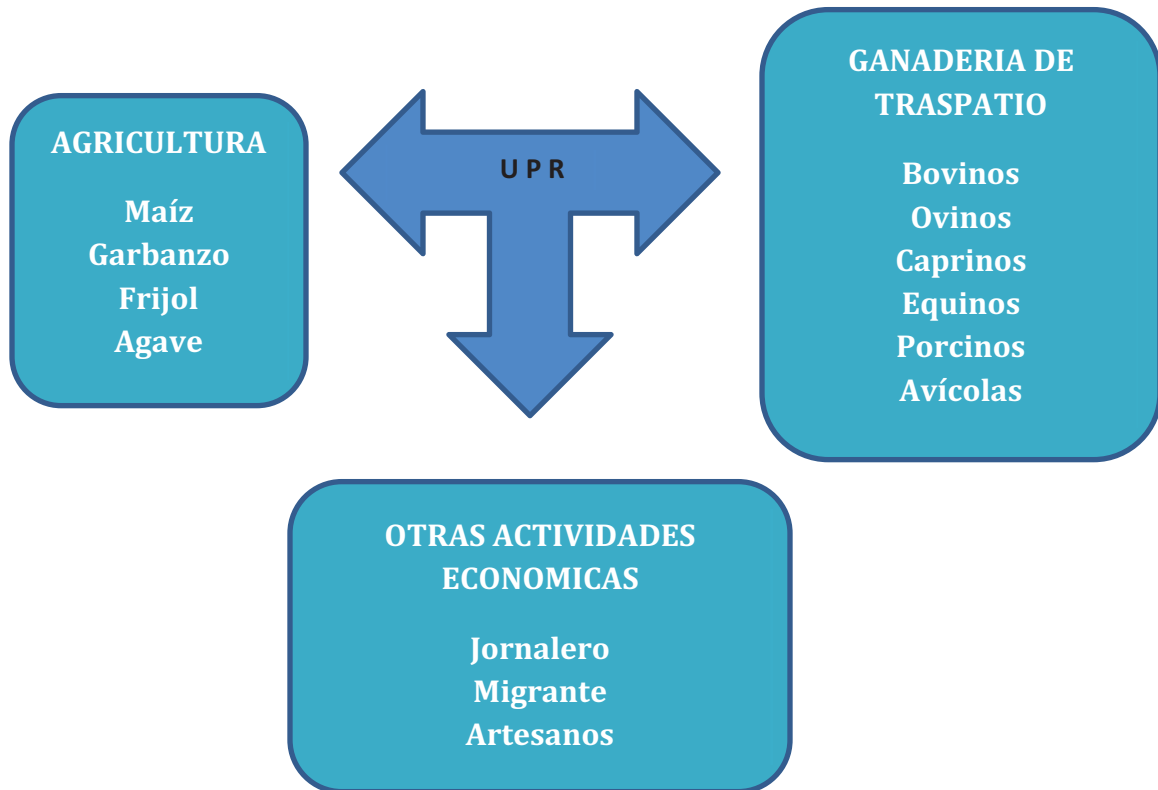 AGRICULTURA
Maíz
Garbanzo
Frijol
Agave
U P R
GANADERIA DE
TRASPATIO
Bovinos
Ovinos
Caprinos
Equinos
Porcinos
Avícolas
OTRAS ACTIVIDADES
ECONOMICAS
Jornalero
Migrante
Artesanos